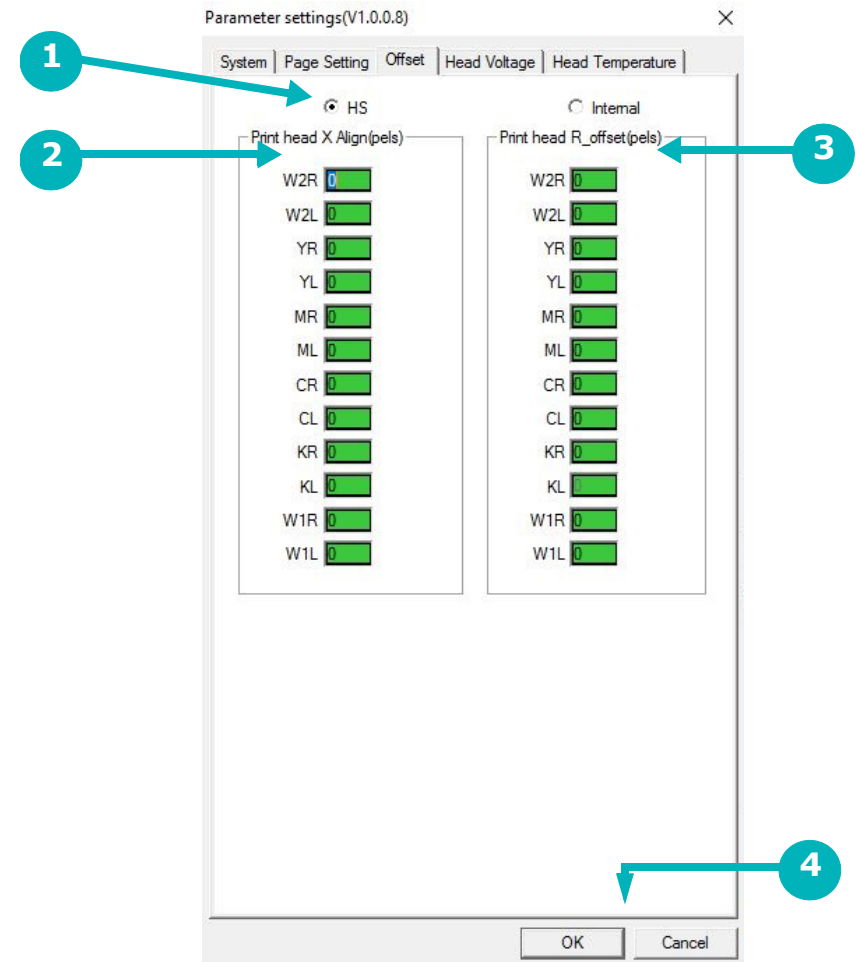 Parameter settings(V1.0.0.8)
1
System Page Setting Offset Head Voltage Head Temperature
HS Internal
2
Print head X Align(pels) Print head R_offset(pels)
3
W2R 0 W2R 0
W2L 0 W2L 0
YR 0 YR 0
YL 0 YL 0
MR 0 MR 0
ML 0 ML 0
CR 0 CR 0
CL 0 CL 0
KR 0 KR 0
KL 0 KL 0
W1R 0 W1R 0
W1L 0 W1L 0
4
OK Cancel